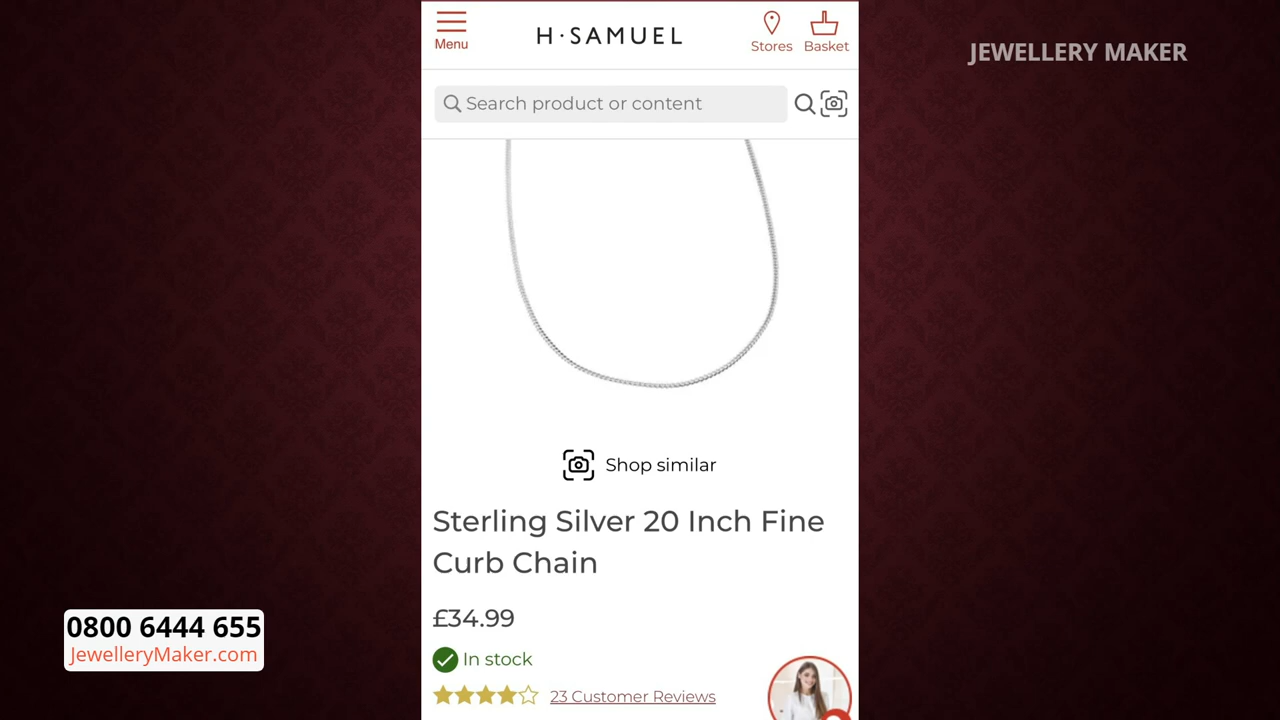 Menu
H·SAMUEL
Stores
Basket
JEWELLERY MAKER
Search product or content
Shop similar
Sterling Silver 20 Inch Fine
Curb Chain
£34.99
In stock
23 Customer Reviews
0800 6444 655
JewelleryMaker.com